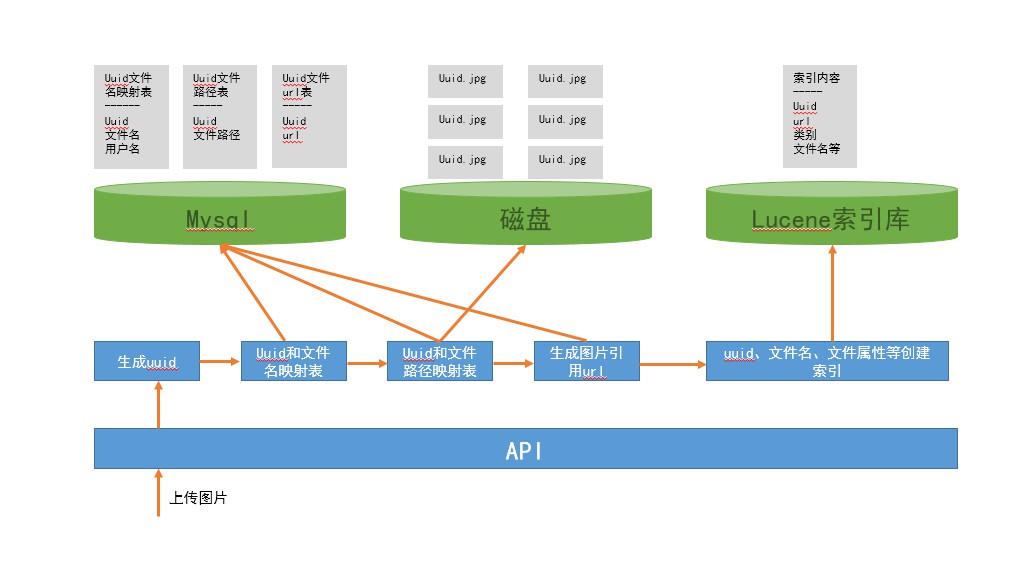 Uuid文件
名映射表
------
Uuid
文件名
用户名
Uuid文件
路径表
-----
Uuid
文件路径
Uuid文件
url表
-----
Uuid
url
Uuid.jpg
Uuid.jpg
Uuid.jpg
Uuid.jpg
Uuid.jpg
Uuid.jpg
索引内容
-----
Uuid
url
类别
文件名等
Mysql
磁盘
Lucene索引库
生成uuid
Uuid和文件
名映射表
Uuid和文件
路径映射表
生成图片引
用url
uuid、文件名、文件属性等创建
索引
API
上传图片